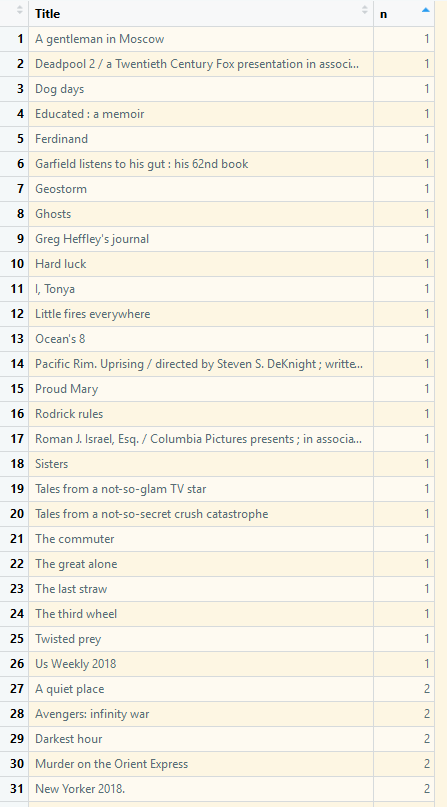 Title n
1 A gentleman in Moscow 1
2 Deadpool 2 / a Twentieth Century Fox presentation in associ... 1
3 Dog days 1
4 Educated : a memoir 1
5 Ferdinand 1
6 Garfield listens to his gut : his 62nd book 1
7 Geostorm 1
8 Ghosts 1
9 Greg Heffley's journal 1
10 Hard luck 1
11 I, Tonya 1
12 Little fires everywhere 1
13 Ocean's 8 1
14 Pacific Rim. Uprising / directed by Steven S. DeKnight ; writte... 1
15 Proud Mary 1
16 Rodrick rules 1
17 Roman J. Israel, Esq. / Columbia Pictures presents ; in associa... 1
18 Sisters 1
19 Tales from a not-so-glam TV star 1
20 Tales from a not-so-secret crush catastrophe 1
21 The commuter 1
22 The great alone 1
23 The last straw 1
24 The third wheel 1
25 Twisted prey 1
26 Us Weekly 2018 1
27 A quiet place 2
28 Avengers: infinity war 2
29 Darkest hour 2
30 Murder on the Orient Express 2
31 New Yorker 2018. 2